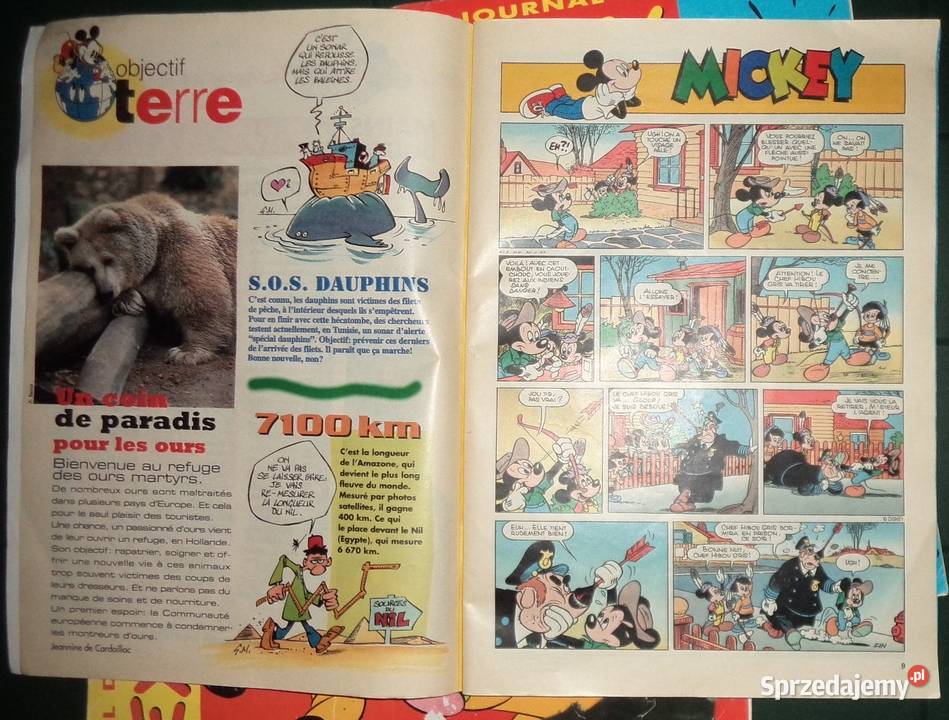 JOURNAL
objectif
terre
C'EST
UN SONAR
QUI REPOUSSE
LES DAUPHINS,
MAIS QUI ATTIRE
LES BALEINES.
S.O.S. DAUPHINS
C'est connu, les dauphins sont victimes des filets
de pêche, à l'intérieur desquels ils s'empêtrent.
Pour en finir avec cette hécatombe, des chercheurs
testent actuellement, en Tunisie, un sonar d'alerte
"spécial dauphins". Objectif: prévenir ces derniers
de l'arrivée des filets. Il paraît que ça marche!
Bonne nouvelle, non?
Un coin
de paradis
pour les ours
Bienvenue au refuge
des ours martyrs.
De nombreux ours sont maltraités
dans plusieurs pays d'Europe. Et cela
pour le seul plaisir des touristes.
Une chance, un passionné d'ours vient
de leur ouvrir un refuge, en Hollande.
Son objectif: rapatrier, soigner et of-
frir une nouvelle vie à ces animaux
trop souvent victimes des coups de
leurs dresseurs. Et ne parlons pas du
manque de soins et de nourriture.
Un premier espoir: la Communauté
européenne commence à condamner
les montreurs d'ours.
Jeannine de Cardaillac
7100 km
ON
NE VA PAS
SE LAISSER FAIRE:
JE VAIS
RE-MESURER
LA LONGUEUR
DU NIL.
C'est la longueur
de l'Amazone, qui
devient le plus long
fleuve du monde.
Mesuré par photos
satellites, il gagne
400 km. Ce qui
le place devant le Nil
(Egypte), qui mesure
6 670 km.
SOURCES
DU
NIL
MICKEY
EH?!
UGH! ON A
TOUCHÉ UN
VISAGE
PÂLE!
VOUS POURRIEZ
BLESSER QUEL-
QU'UN AVEC UNE
FLÈCHE AUSSI
POINTUE!
ON... ON
NE SAVAIT
PAS!
VOILÀ! AVEC CET
EMBOUT EN CAOUT-
CHOUC, VOUS JOUE-
REZ AUX INDIENS
SANS
DANGER!
ALLONS
L'ESSAYER!
ATTENTION! LE
CHEF HIBOU
GRIS VA TIRER!
JE ME
CONCEN-
TRE...
JOLI TIR,
PAS VRAI?
LE CHEF HIBOU GRIS
VA...
JE SUIS DÉSOLÉ!
JE VAIS VOUS LA
RETIRER, M'SIEUR
L'AGENT!
© DISNEY
EUH... ELLE TIENT
RUDEMENT BIEN!
CHEF HIBOU GRIS DOR-
MIRA EN PRISON,
CE SOIR!
BONNE NUIT,
CHEF HIBOU GRIS!
UGH!
FIN
9
Sprzedajemy.pl